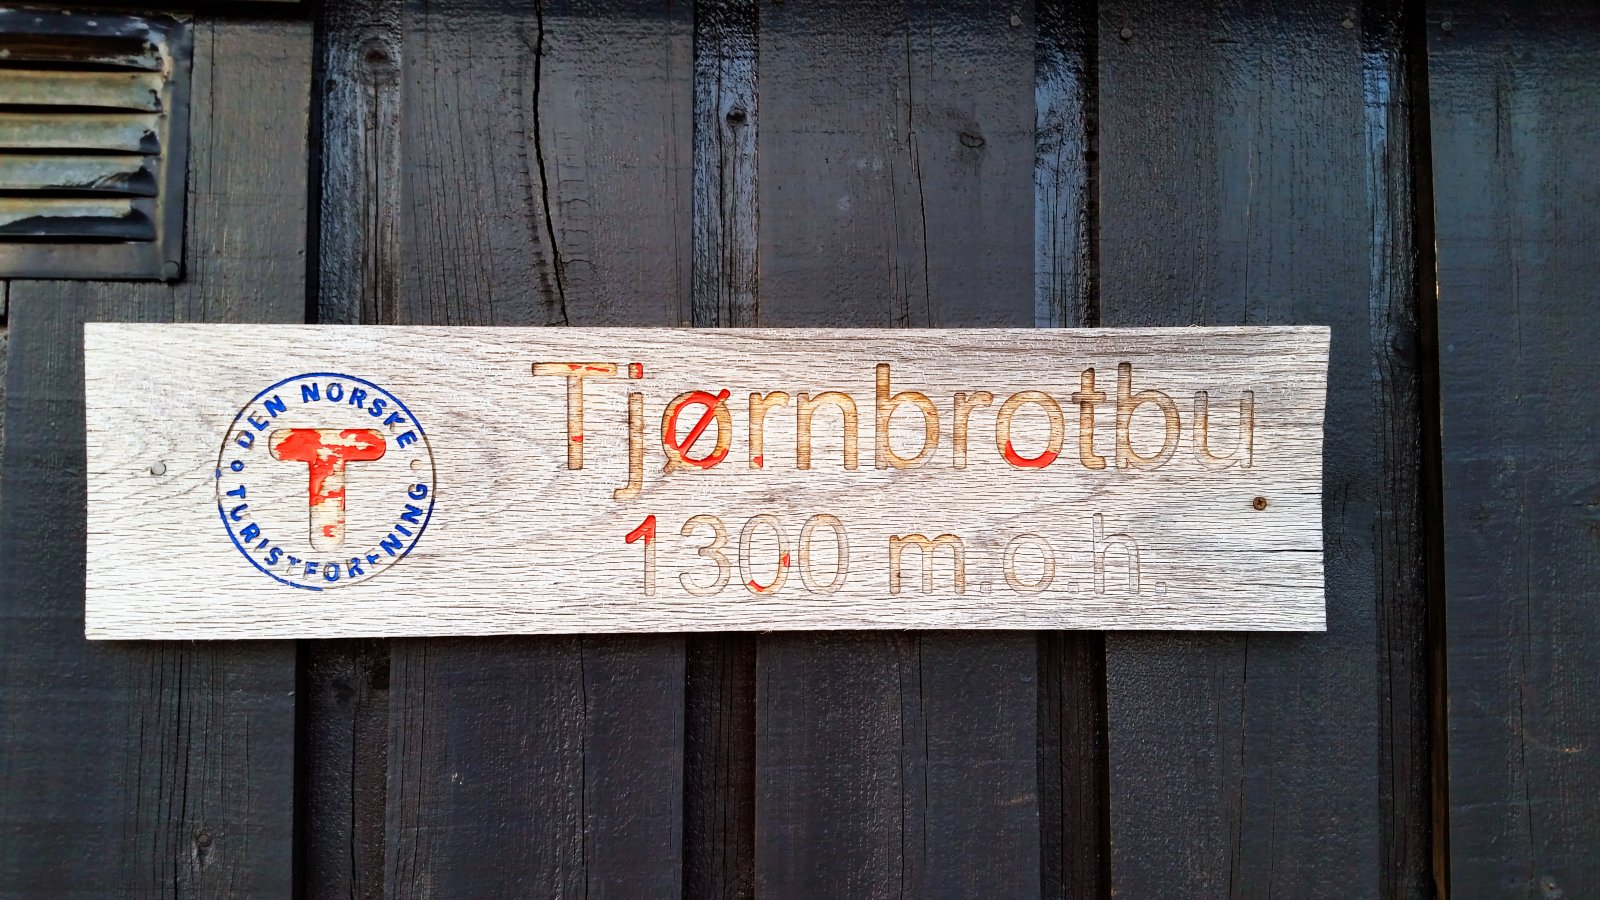 DEN NORSKE
TURISTFORENING
T
Tjørnbrotbu
1300 m.o.h.